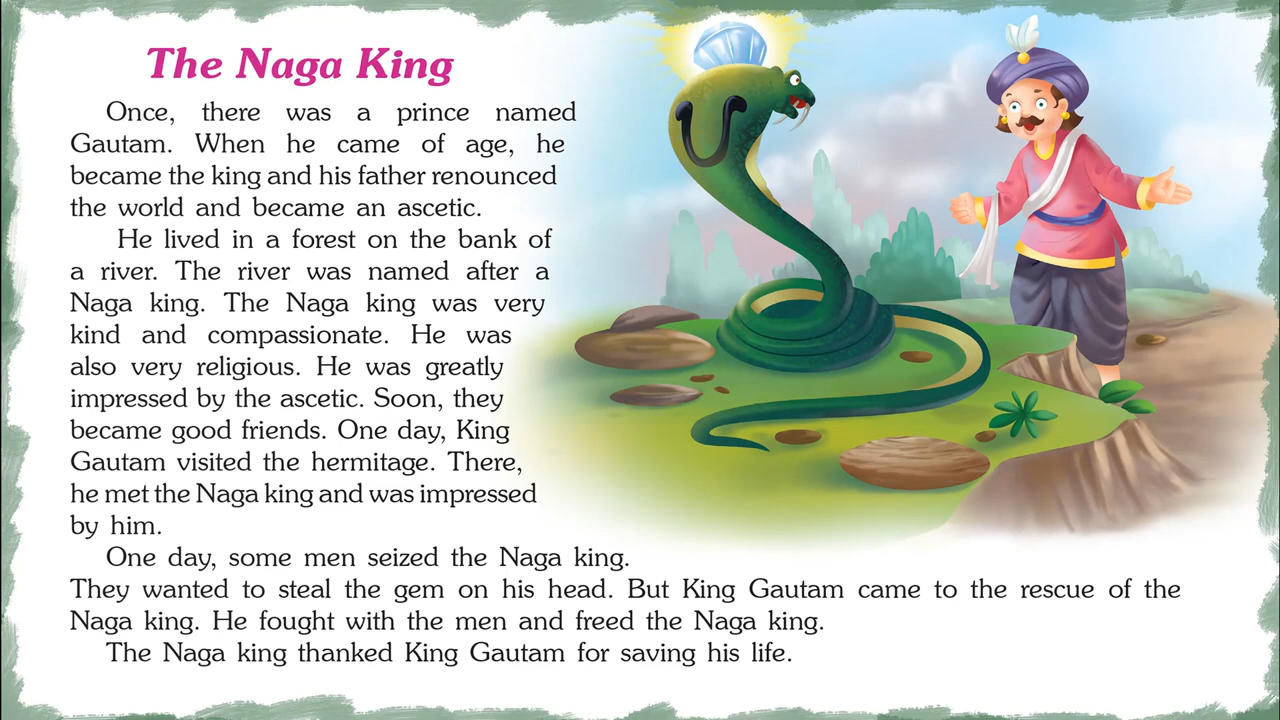 The Naga King
Once, there was a prince named
Gautam. When he came of age, he
became the king and his father renounced
the world and became an ascetic.
He lived in a forest on the bank of
a river. The river was named after a
Naga king. The Naga king was very
kind and compassionate. He was
also very religious. He was greatly
impressed by the ascetic. Soon, they
became good friends. One day, King
Gautam visited the hermitage. There,
he met the Naga king and was impressed
by him.
One day, some men seized the Naga king.
They wanted to steal the gem on his head. But King Gautam came to the rescue of the
Naga king. He fought with the men and freed the Naga king.
The Naga king thanked King Gautam for saving his life.